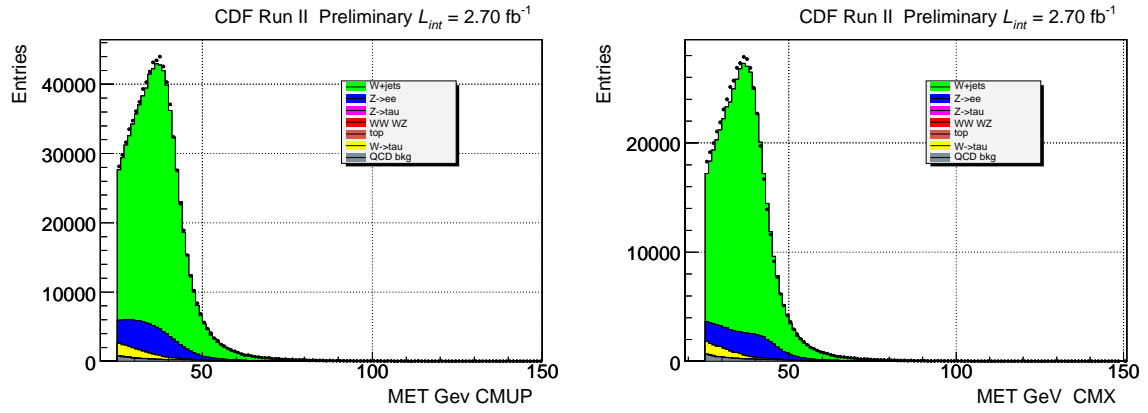 CDF Run II Preliminary L_int = 2.70 fb^-1
Entries
40000
30000
20000
10000
0
50
100
150
MET Gev CMUP
W+jets
Z->ee
Z->tau
WW WZ
top
W->tau
QCD bkg
CDF Run II Preliminary L_int = 2.70 fb^-1
Entries
20000
10000
0
50
100
150
MET GeV CMX
W+jets
Z->ee
Z->tau
WW WZ
top
W->tau
QCD bkg